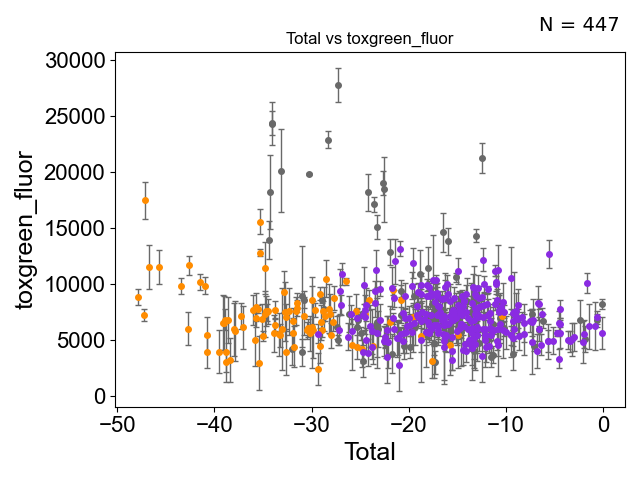 N = 447
Total vs toxgreen_fluor
30000
25000
20000
15000
10000
5000
0
toxgreen_fluor
−50 −40 −30 −20 −10 0
Total